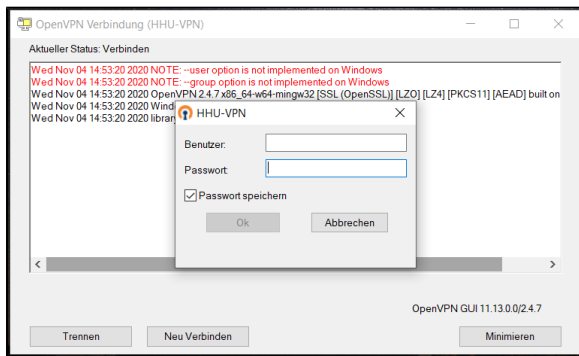 OpenVPN Verbindung (HHU-VPN)
Aktueller Status: Verbinden
Wed Nov 04 14:53:20 2020 NOTE: --user option is not implemented on Windows
Wed Nov 04 14:53:20 2020 NOTE: --group option is not implemented on Windows
Wed Nov 04 14:53:20 2020 OpenVPN 2.4.7 x86_64-w64-mingw32 [SSL (OpenSSL)] [LZO] [LZ4] [PKCS11] [AEAD] built on
Wed Nov 04 14:53:20 2020
Wed Nov 04 14:53:20 2020
HHU-VPN
Benutzer:
Passwort:
Passwort speichern
Ok
Abbrechen
OpenVPN GUI 11.13.0.0/2.4.7
Trennen
Neu Verbinden
Minimieren